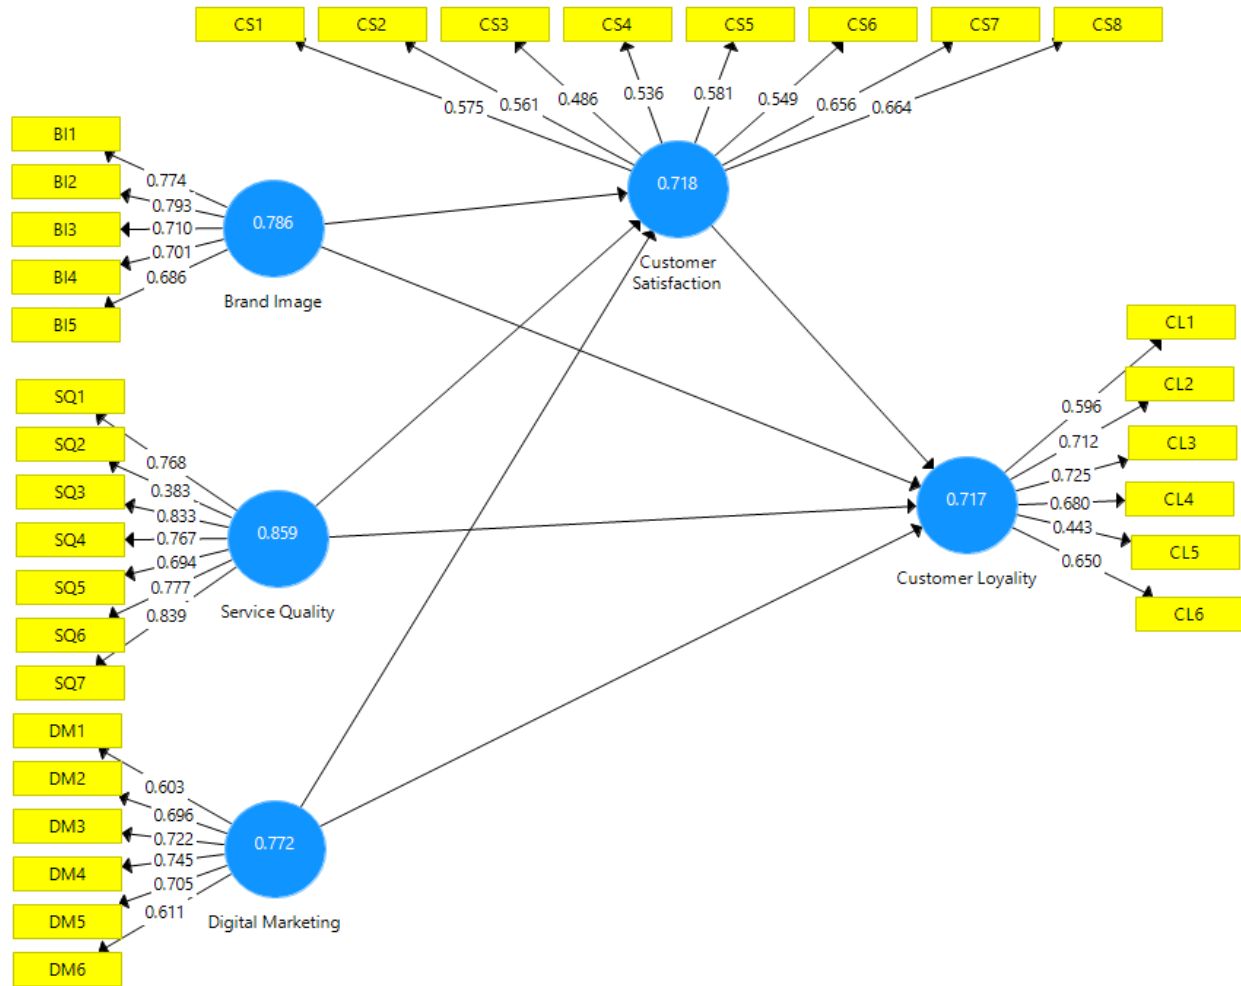 CS1
CS2
CS3
CS4
CS5
CS6
CS7
CS8
0.575
0.561
0.486
0.536
0.581
0.549
0.656
0.664
0.718
Customer
Satisfaction
BI1
BI2
BI3
BI4
BI5
0.774
0.793
0.710
0.701
0.686
0.786
Brand Image
SQ1
SQ2
SQ3
SQ4
SQ5
SQ6
SQ7
0.768
0.383
0.833
0.767
0.694
0.777
0.839
0.859
Service Quality
DM1
DM2
DM3
DM4
DM5
DM6
0.603
0.696
0.722
0.745
0.705
0.611
0.772
Digital Marketing
0.717
Customer Loyality
0.596
0.712
0.725
0.680
0.443
0.650
CL1
CL2
CL3
CL4
CL5
CL6